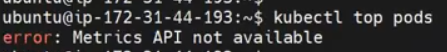 ubuntu@ip-172-31-44-193:~$ kubectl top pods
error: Metrics API not available